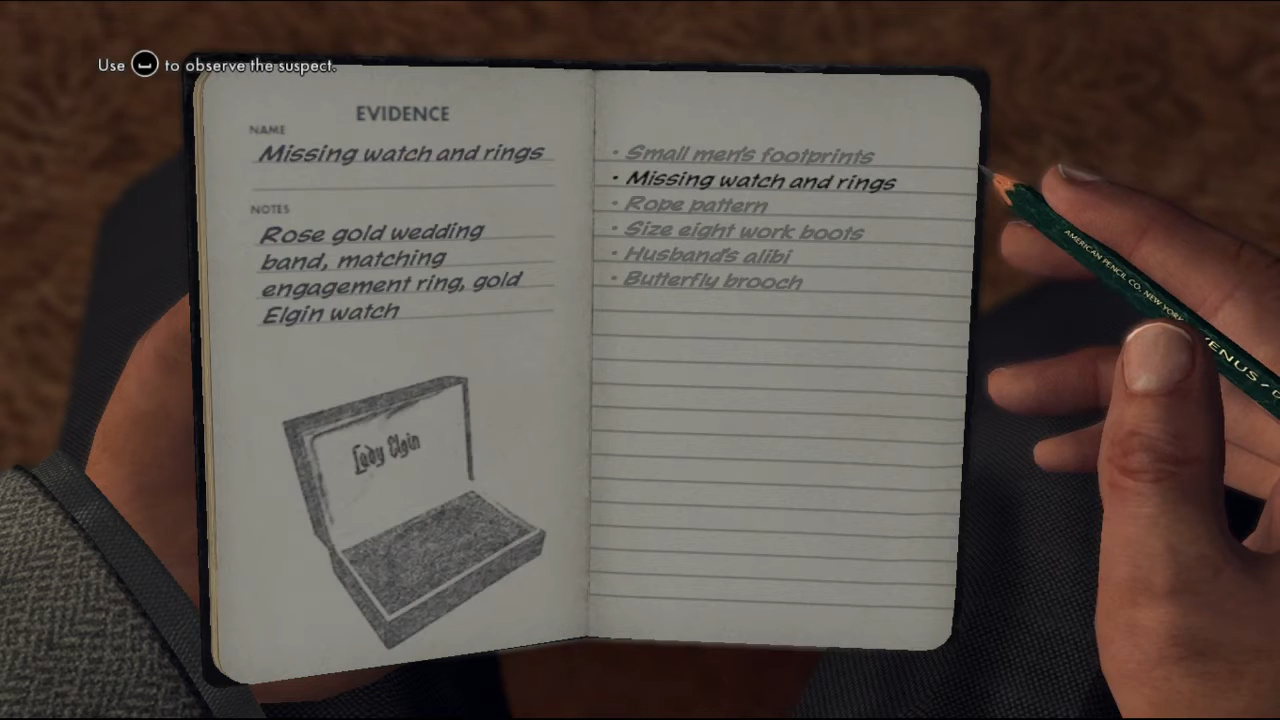 Use to observe the suspect.
EVIDENCE
NAME
Missing watch and rings
NOTES
Rose gold wedding
band, matching
engagement ring, gold
Elgin watch
Lady Elgin
• Small men's footprints
• Missing watch and rings
• Rope pattern
• Size eight work boots
• Husband's alibi
• Butterfly brooch
AMERICAN PENCIL CO. NEW YORK
VENUS